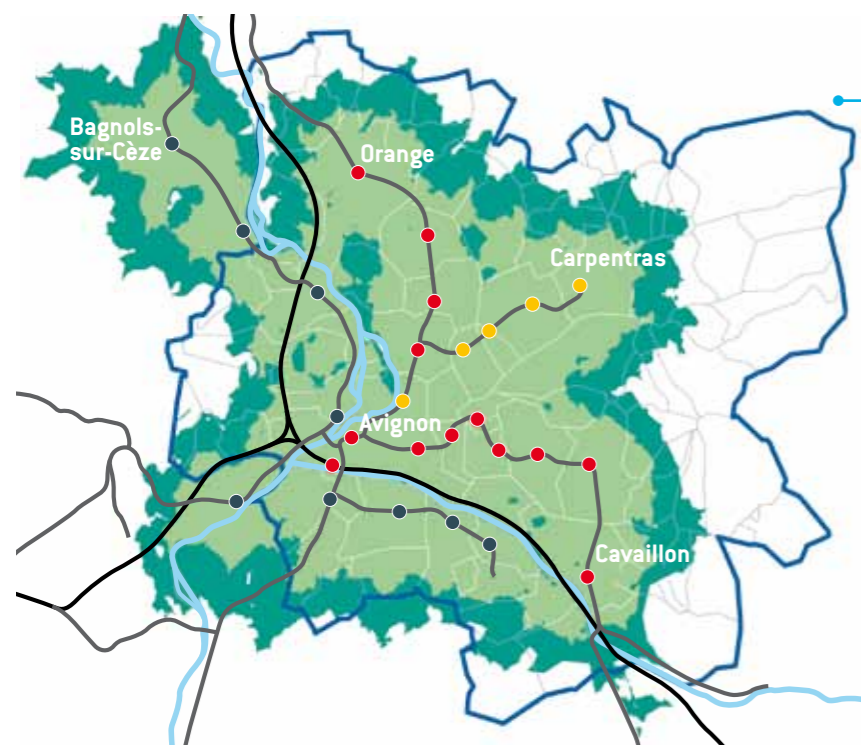 Bagnols-
sur-Cèze
Orange
Carpentras
Avignon
Cavaillon